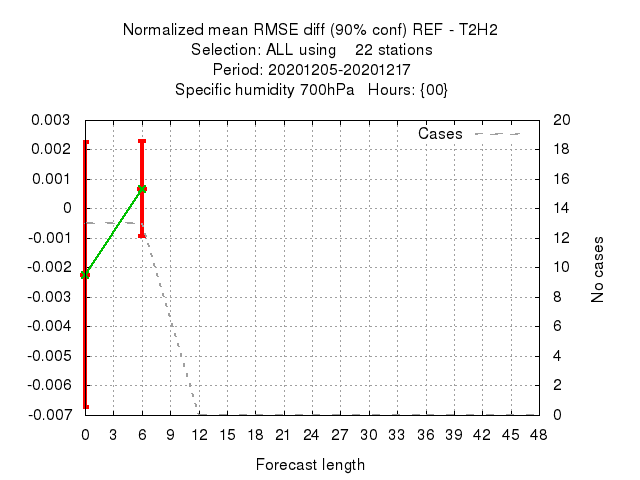 Normalized mean RMSE diff (90% conf) REF - T2H2
Selection: ALL using    22 stations
Period: 20201205-20201217
Specific humidity 700hPa   Hours: {00}
0.003 20
Cases
0.002 18
0.001 16
0 14
-0.001 12
-0.002 10
-0.003 8
-0.004 6
-0.005 4
-0.006 2
-0.007 0
No cases
0 3 6 9 12 15 18 21 24 27 30 33 36 39 42 45 48
Forecast length